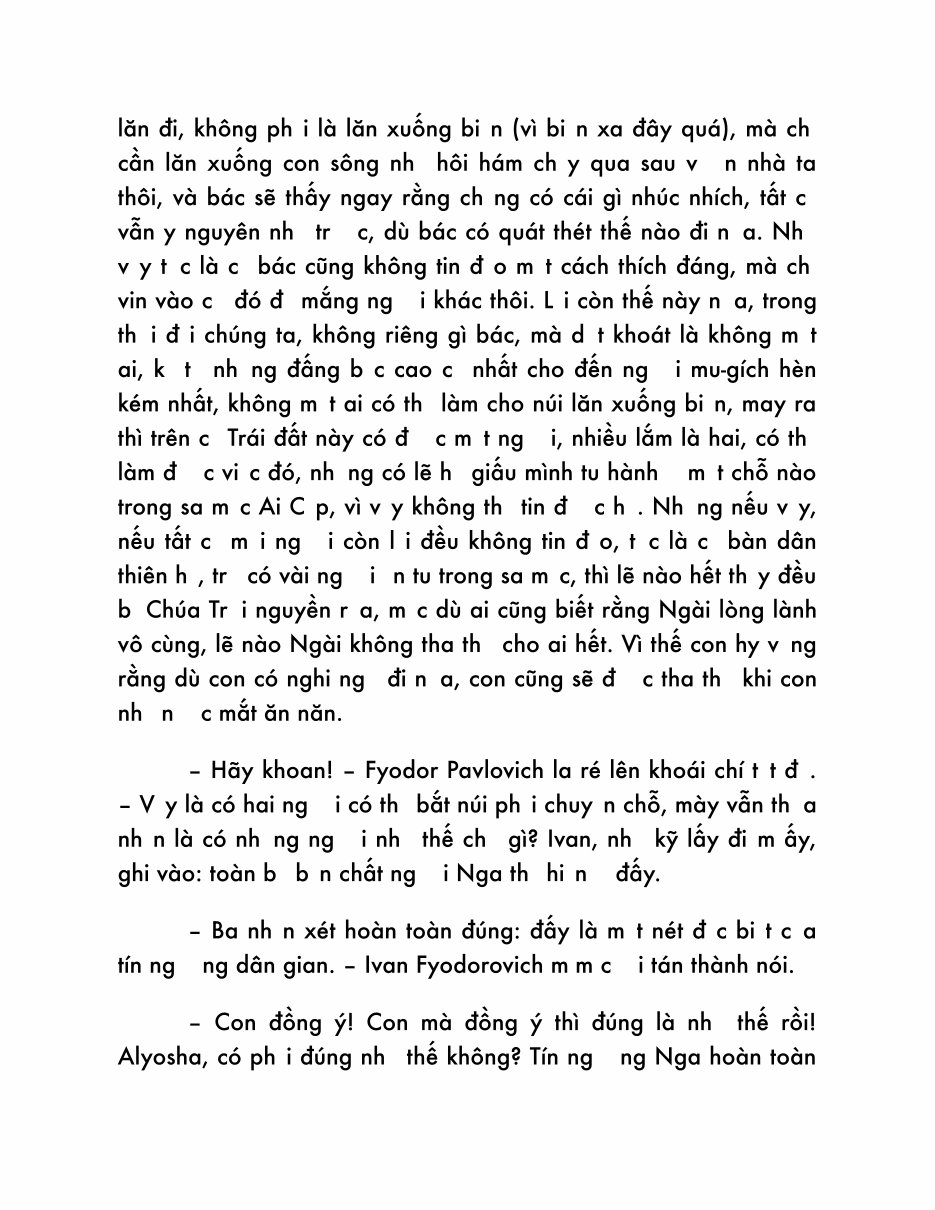 lăn đi, không ph i là lăn xuống bi n (vì bi n xa đây quá), mà ch
cần lăn xuống con sông nh hôi hám ch y qua sau v n nhà ta
thôi, và bác sẽ thấy ngay rằng ch ng có cái gì nhúc nhích, tất c
vẫn y nguyên nh tr c, dù bác có quát thét thế nào đi n a. Nh
v y t c là c bác cũng không tin đ o m t cách thích đáng, mà ch
vin vào c đó đ mắng ng i khác thôi. L i còn thế này n a, trong
th i đ i chúng ta, không riêng gì bác, mà d t khoát là không m t
ai, k t nh ng đấng b c cao c nhất cho đến ng i mu-gích hèn
kém nhất, không m t ai có th làm cho núi lăn xuống bi n, may ra
thì trên c Trái đất này có đ c m t ng i, nhiều lắm là hai, có th
làm đ c vi c đó, nh ng có lẽ h giấu mình tu hành m t chỗ nào
trong sa m c Ai C p, vì v y không th tin đ c h . Nh ng nếu v y,
nếu tất c m i ng i còn l i đều không tin đ o, t c là c bàn dân
thiên h , tr có vài ng i n tu trong sa m c, thì lẽ nào hết th y đều
b Chúa Tr i nguyền r a, m c dù ai cũng biết rằng Ngài lòng lành
vô cùng, lẽ nào Ngài không tha th cho ai hết. Vì thế con hy v ng
rằng dù con có nghi ng đi n a, con cũng sẽ đ c tha th khi con
nh n c mắt ăn năn.
– Hãy khoan! – Fyodor Pavlovich la ré lên khoái chí t t đ .
– V y là có hai ng i có th bắt núi ph i chuy n chỗ, mày vẫn th a
nh n là có nh ng ng i nh thế ch gì? Ivan, nh kỹ lấy đi m ấy,
ghi vào: toàn b b n chất ng i Nga th hi n đấy.
– Ba nh n xét hoàn toàn đúng: đấy là m t nét đ c bi t c a
tín ng ng dân gian. – Ivan Fyodorovich m m c i tán thành nói.
– Con đồng ý! Con mà đồng ý thì đúng là nh thế rồi!
Alyosha, có ph i đúng nh thế không? Tín ng ng Nga hoàn toàn